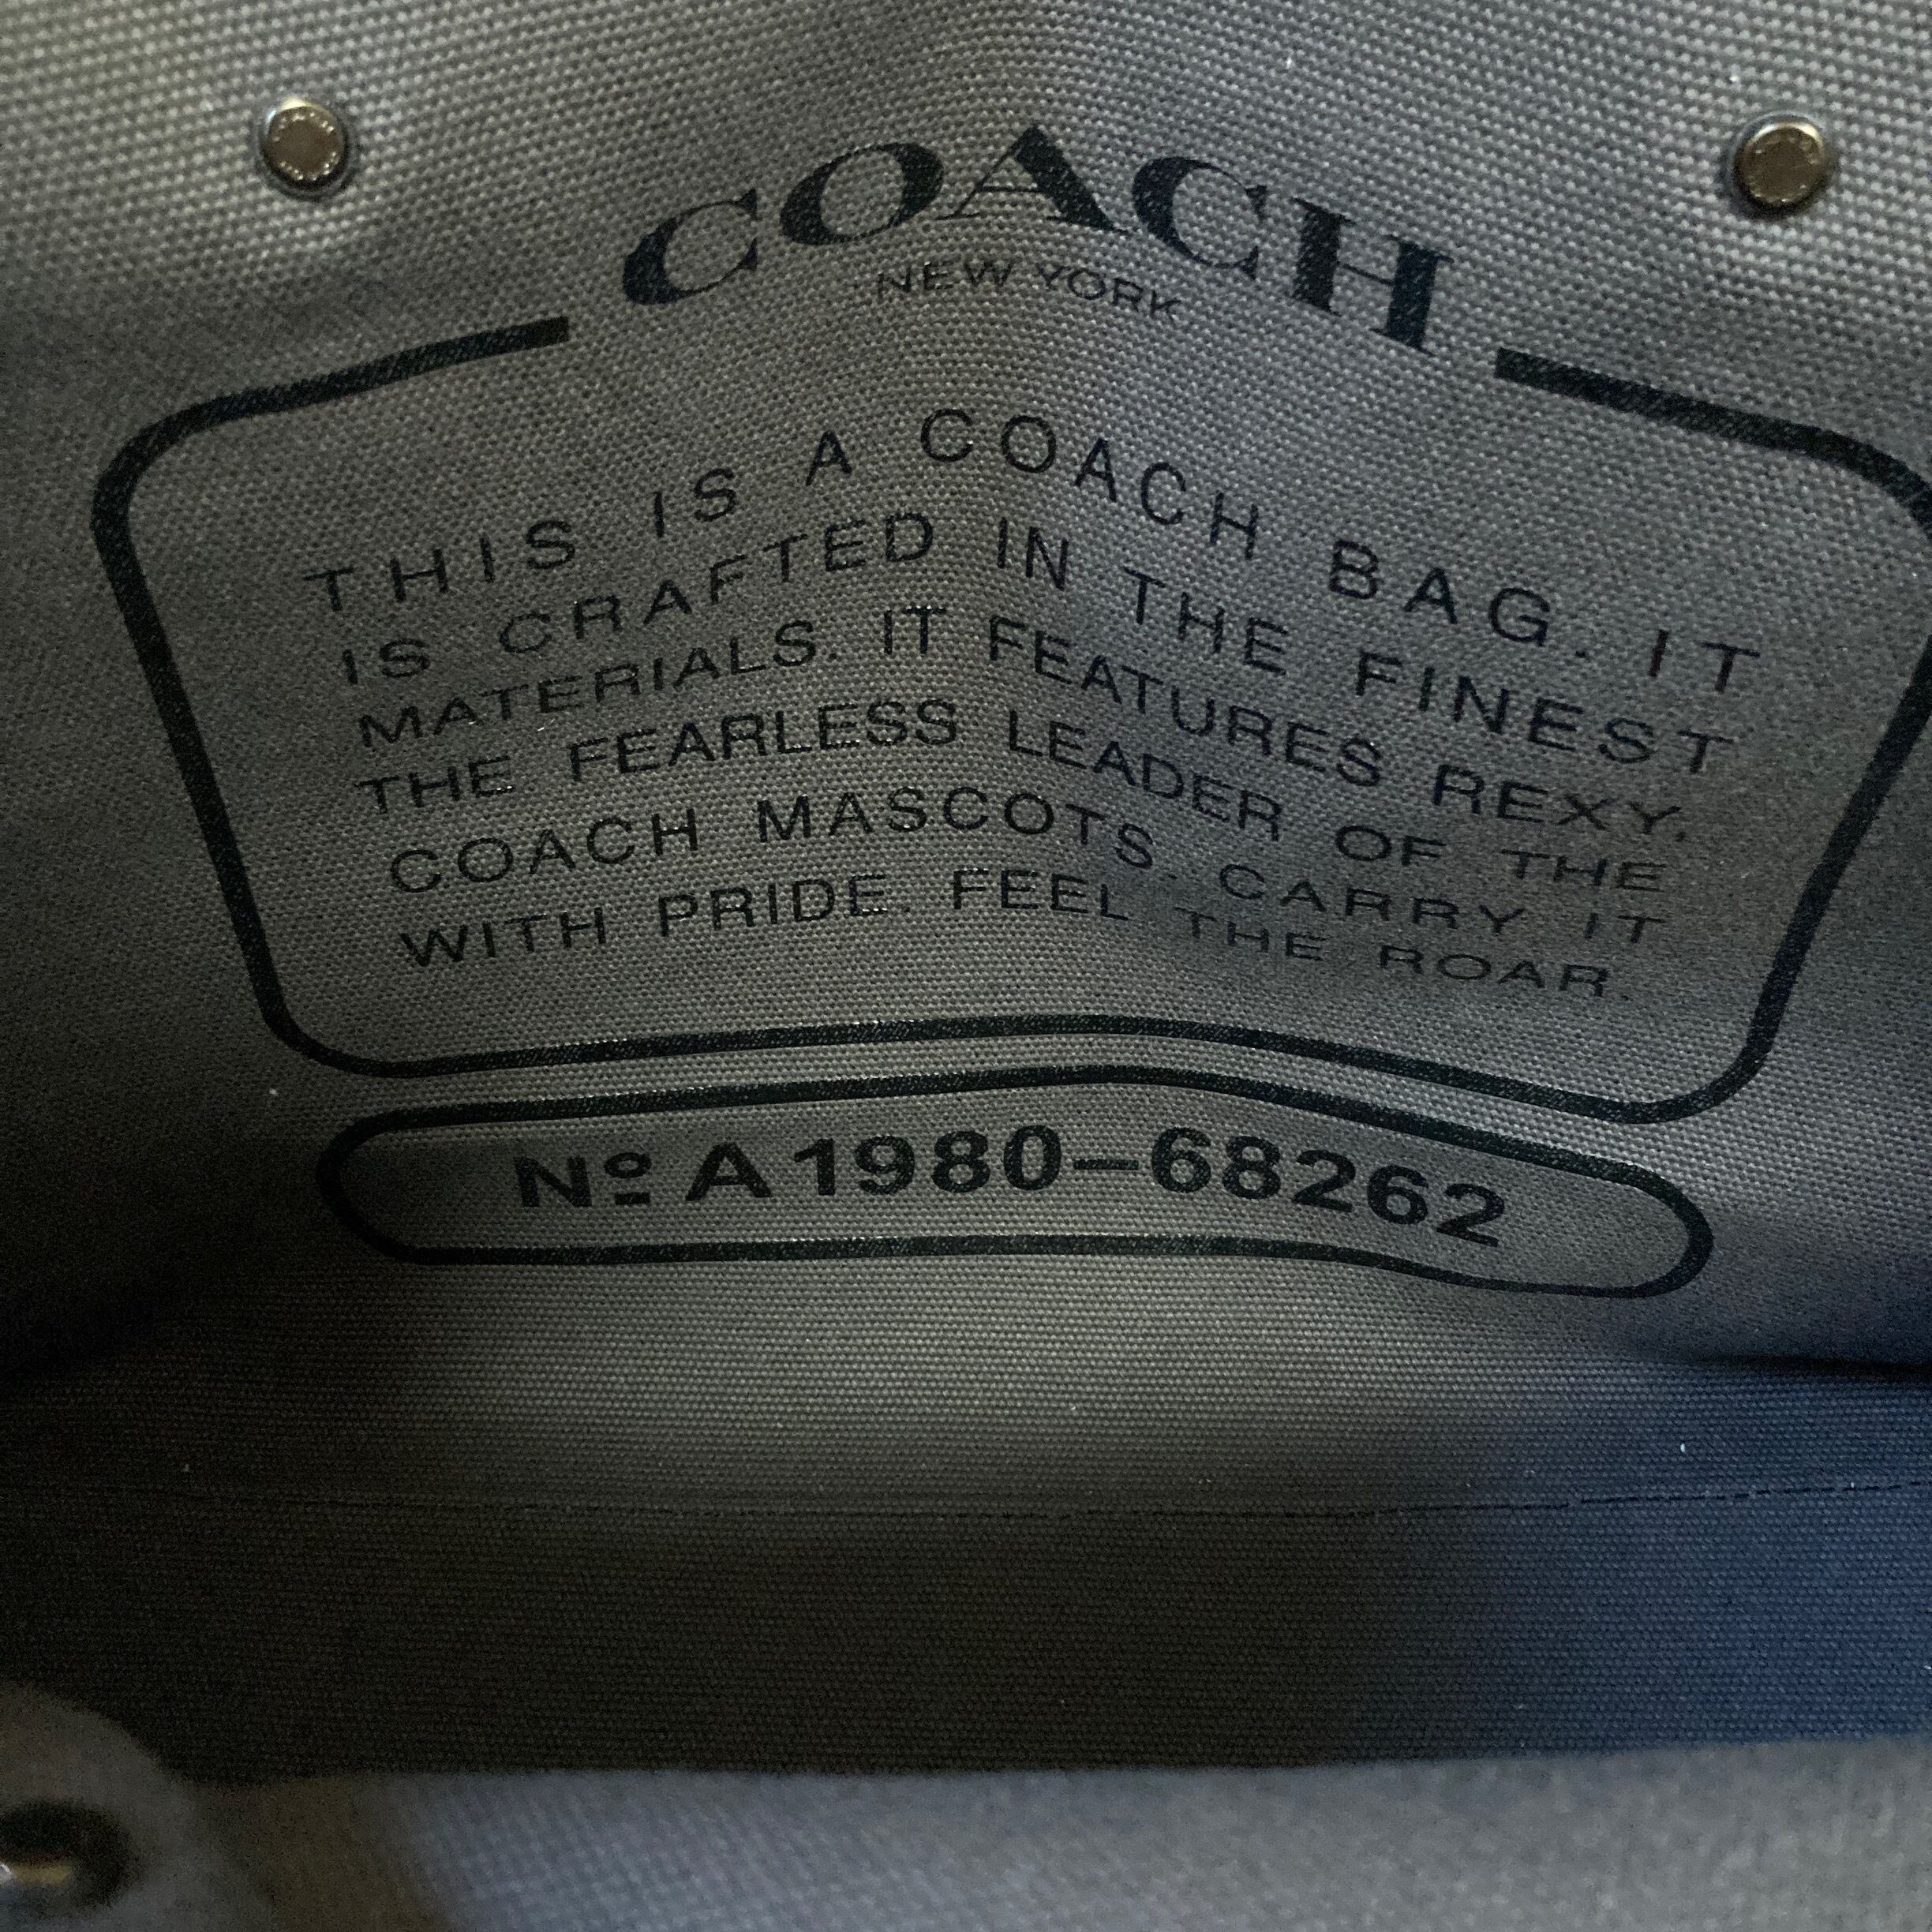 COACH
NEW YORK
THIS IS A COACH BAG. IT
IS CRAFTED IN THE FINEST
MATERIALS. IT FEATURES REXY,
THE FEARLESS LEADER OF THE
COACH MASCOTS. CARRY IT
WITH PRIDE. FEEL THE ROAR.
Nº A1980-68262